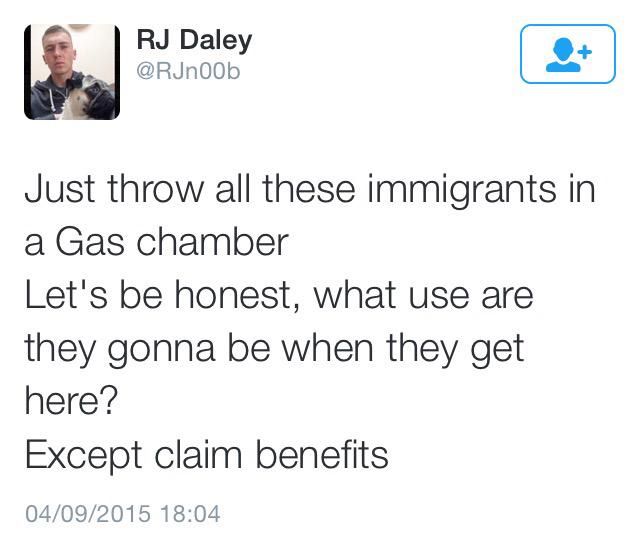 RJ Daley
@RJn00b
Just throw all these immigrants in
a Gas chamber
Let's be honest, what use are
they gonna be when they get
here?
Except claim benefits
04/09/2015 18:04